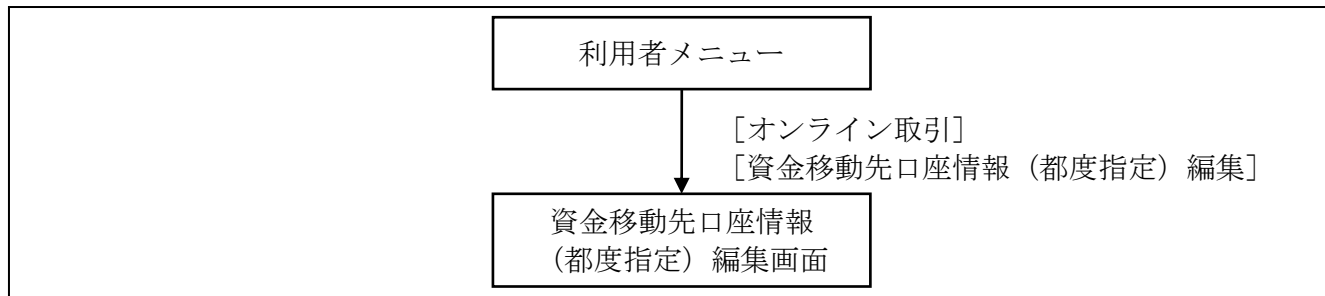 利用者メニュー
［オンライン取引］
［資金移動先口座情報（都度指定）編集］
資金移動先口座情報
（都度指定）編集画面